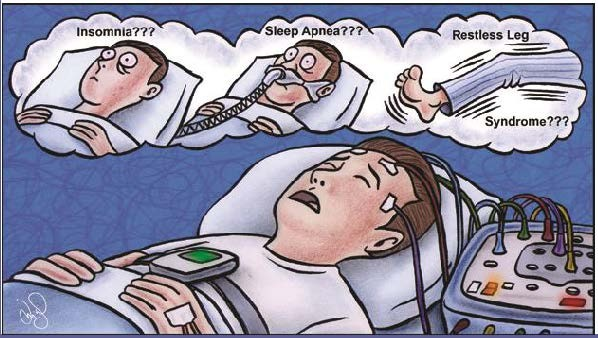 Insomnia???
Sleep Apnea???
Restless Leg
Syndrome???